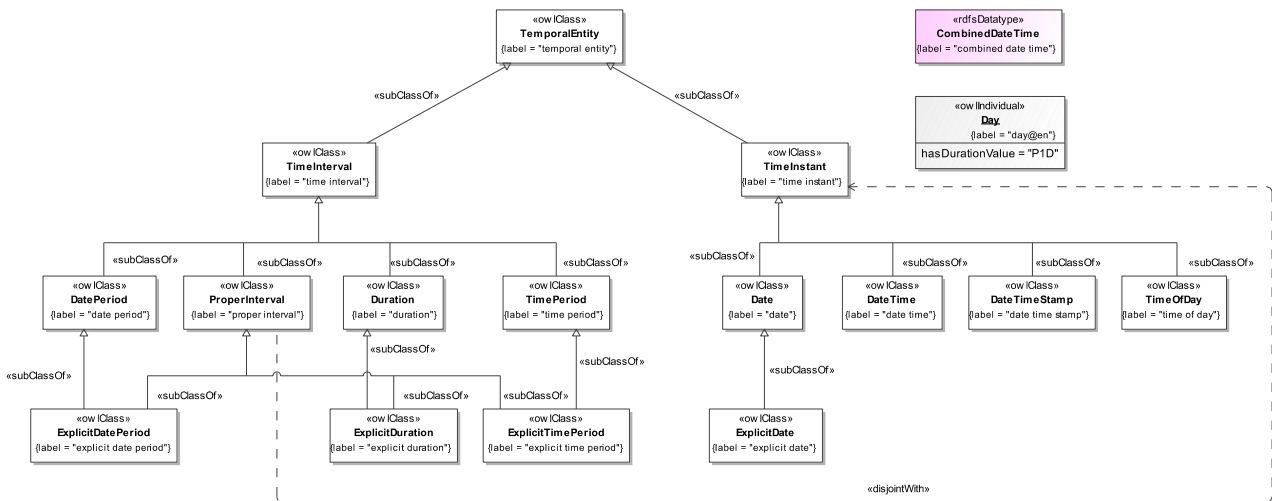 «owlClass»
TemporalEntity
{label = "temporal entity"}
«rdfsDatatype»
CombinedDateTime
{label = "combined date time"}
«owlIndividual»
Day
{label = "day@en"}
hasDurationValue = "P1D"
«subClassOf»
«subClassOf»
«owlClass»
TimeInterval
{label = "time interval"}
«owlClass»
TimeInstant
{label = "time instant"}
«subClassOf»
«subClassOf»
«subClassOf»
«subClassOf»
«subClassOf»
«subClassOf»
«subClassOf»
«subClassOf»
«owlClass»
DatePeriod
{label = "date period"}
«owlClass»
ProperInterval
{label = "proper interval"}
«owlClass»
Duration
{label = "duration"}
«owlClass»
TimePeriod
{label = "time period"}
«owlClass»
Date
{label = "date"}
«owlClass»
DateTime
{label = "date time"}
«owlClass»
DateTimeStamp
{label = "date time stamp"}
«owlClass»
TimeOfDay
{label = "time of day"}
«subClassOf»
«subClassOf»
«subClassOf»
«subClassOf»
«subClassOf»
«subClassOf»
«subClassOf»
«owlClass»
ExplicitDatePeriod
{label = "explicit date period"}
«owlClass»
ExplicitDuration
{label = "explicit duration"}
«owlClass»
ExplicitTimePeriod
{label = "explicit time period"}
«owlClass»
ExplicitDate
{label = "explicit date"}
«disjointWith»